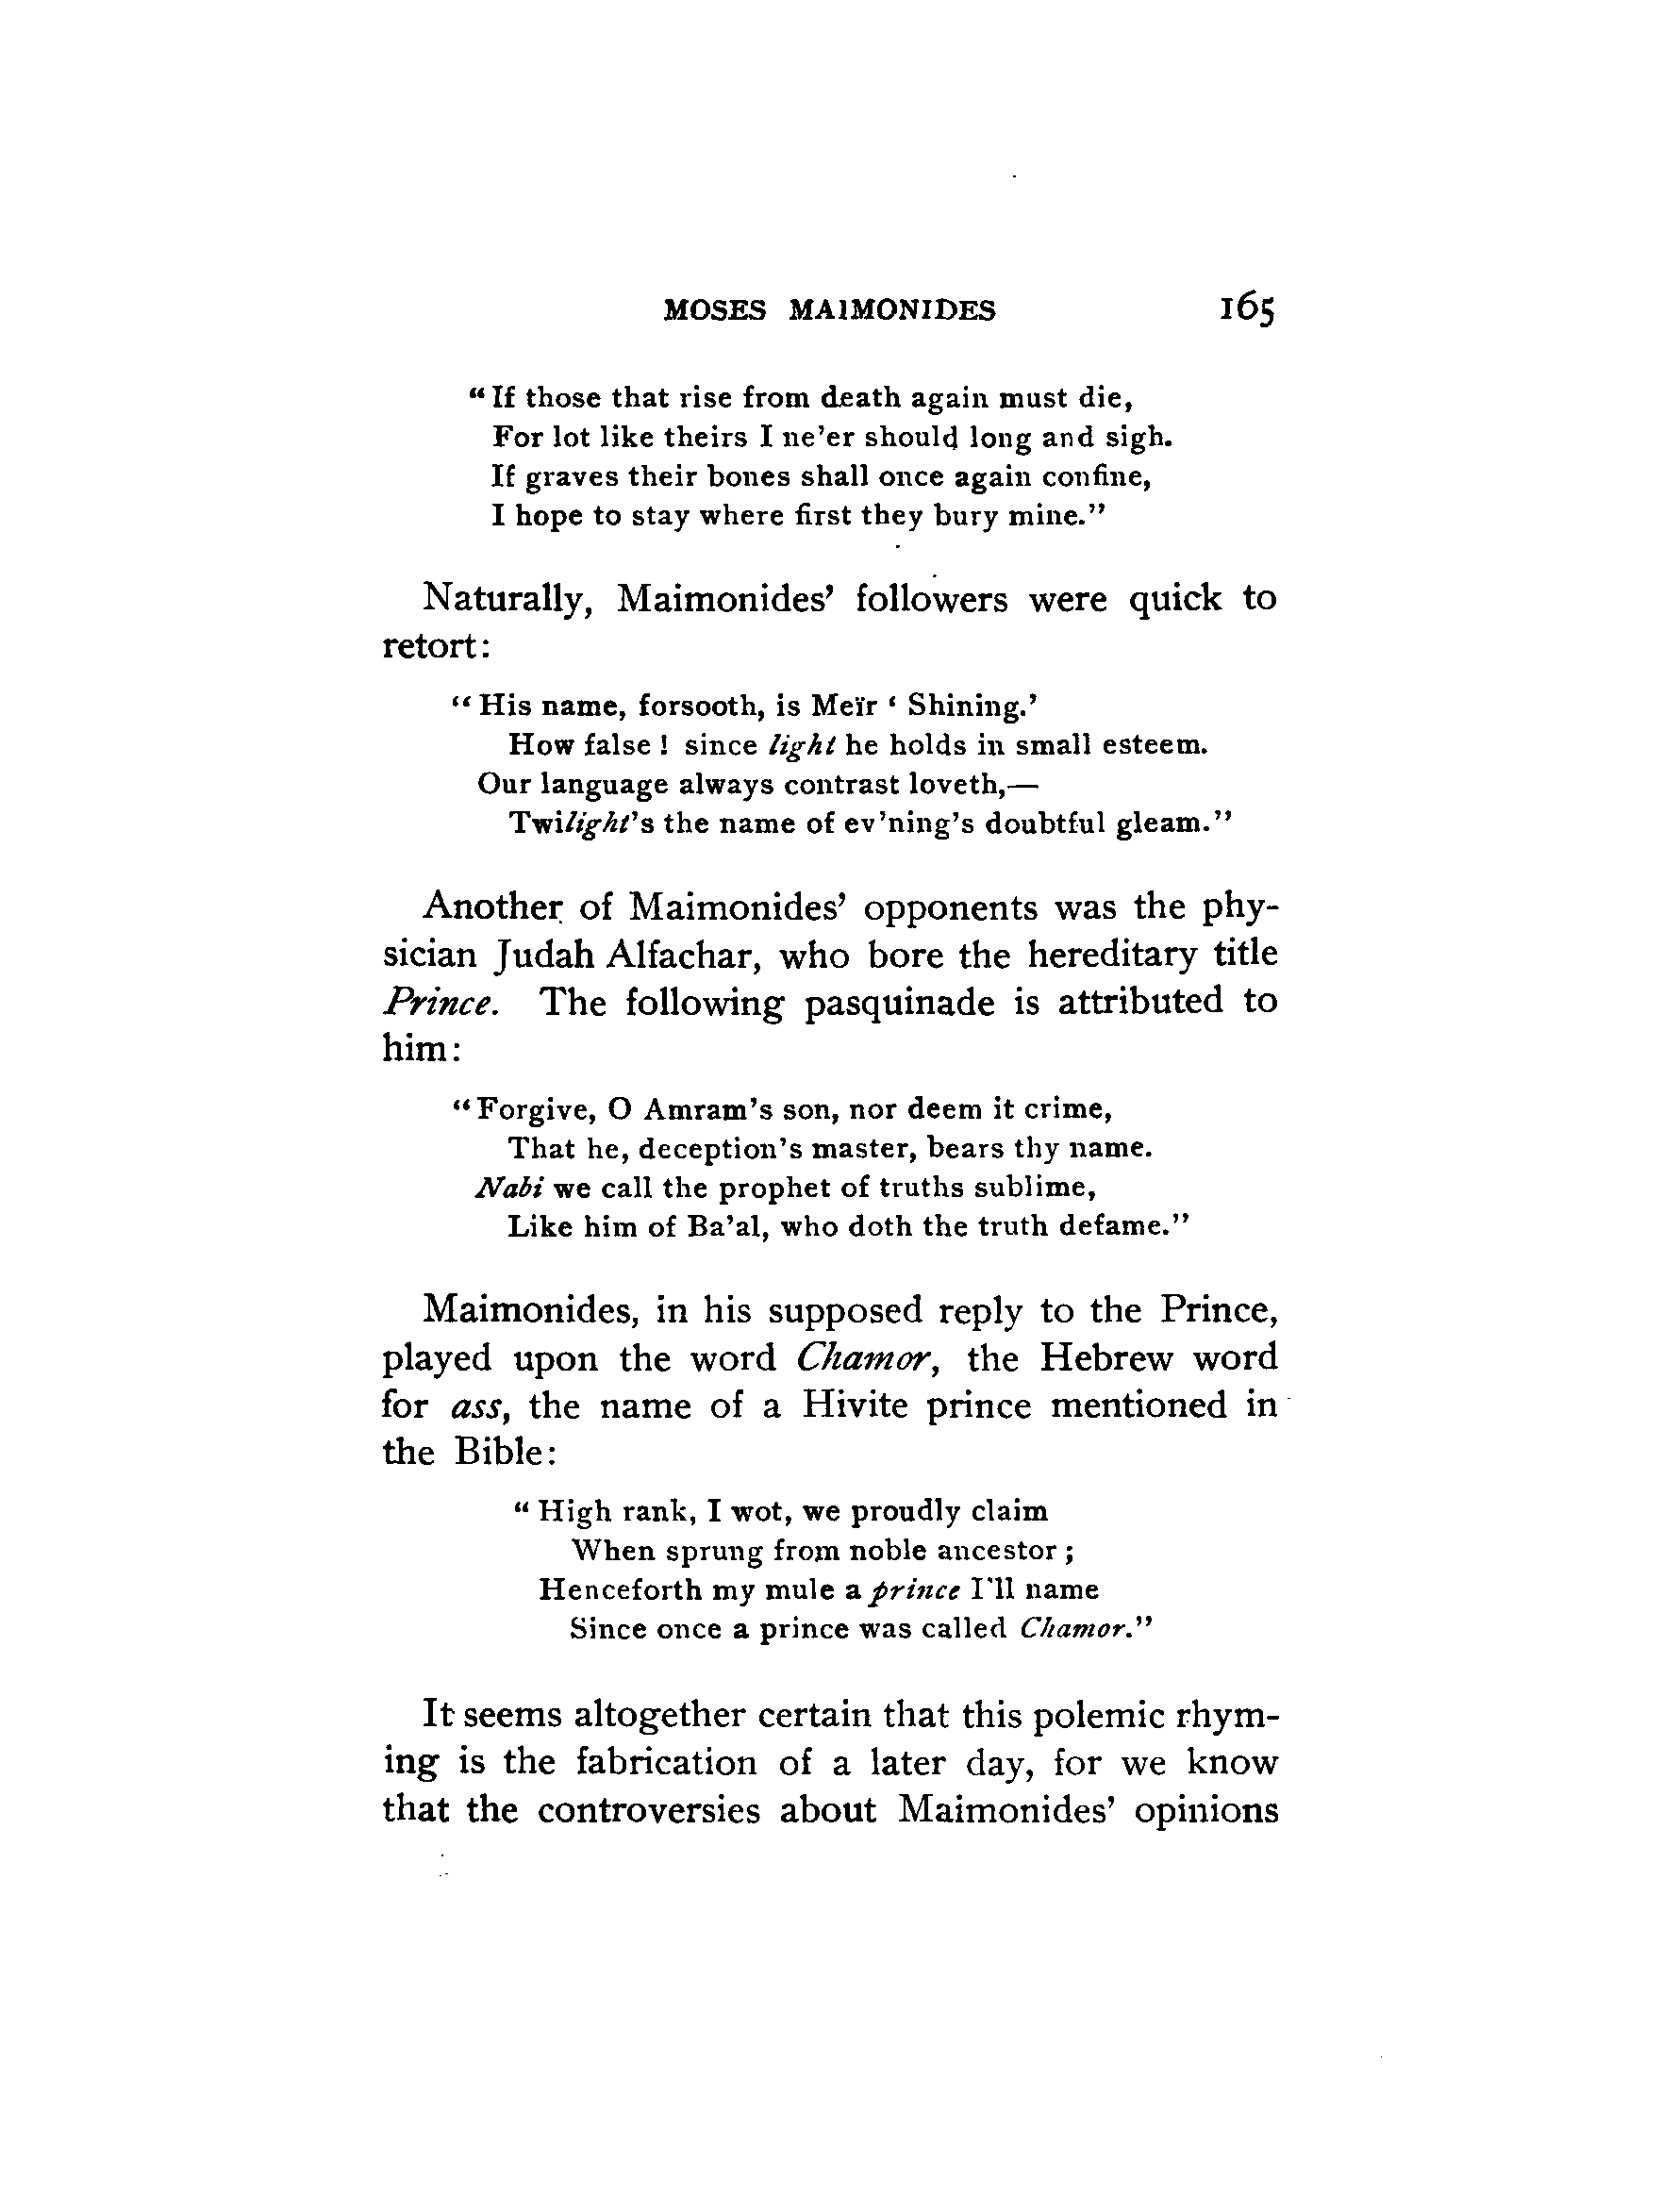 MOSES MAIMONIDES 165
“If those that rise from death again must die,
For lot like theirs I ne’er should long and sigh.
If graves their bones shall once again confine,
I hope to stay where first they bury mine.”
Naturally, Maimonides’ followers were quick to
retort:
“His name, forsooth, is Meïr ‘Shining.’
How false! since light he holds in small esteem.
Our language always contrast loveth,—
Twilight’s the name of ev’ning’s doubtful gleam.”
Another of Maimonides’ opponents was the phy-
sician Judah Alfachar, who bore the hereditary title
Prince. The following pasquinade is attributed to
him:
“Forgive, O Amram’s son, nor deem it crime,
That he, deception’s master, bears thy name.
Nabi we call the prophet of truths sublime,
Like him of Ba’al, who doth the truth defame.”
Maimonides, in his supposed reply to the Prince,
played upon the word Chamor, the Hebrew word
for ass, the name of a Hivite prince mentioned in
the Bible:
“High rank, I wot, we proudly claim
When sprung from noble ancestor;
Henceforth my mule a prince I’ll name
Since once a prince was called Chamor.”
It seems altogether certain that this polemic rhym-
ing is the fabrication of a later day, for we know
that the controversies about Maimonides’ opinions